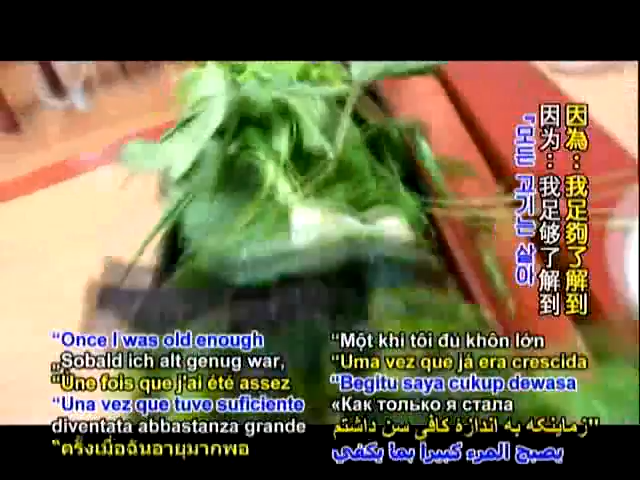 因為…我足夠了解到
因为…我足够了解到
"모든 고기는 살아
“Once I was old enough
„Sobald ich alt genug war,
“Une fois que j'ai été assez
“Una vez que tuve suficiente
diventata abbastanza grande
“ครั้งเมื่อฉันอายุมากพอ
“Một khi tôi đủ khôn lớn
“Uma vez que já era crescida
“Begitu saya cukup dewasa
«Как только я стала
"زماینکه به اندازۀ کافی سن داشتم
يصبح المرء كبيرا بما يكفي